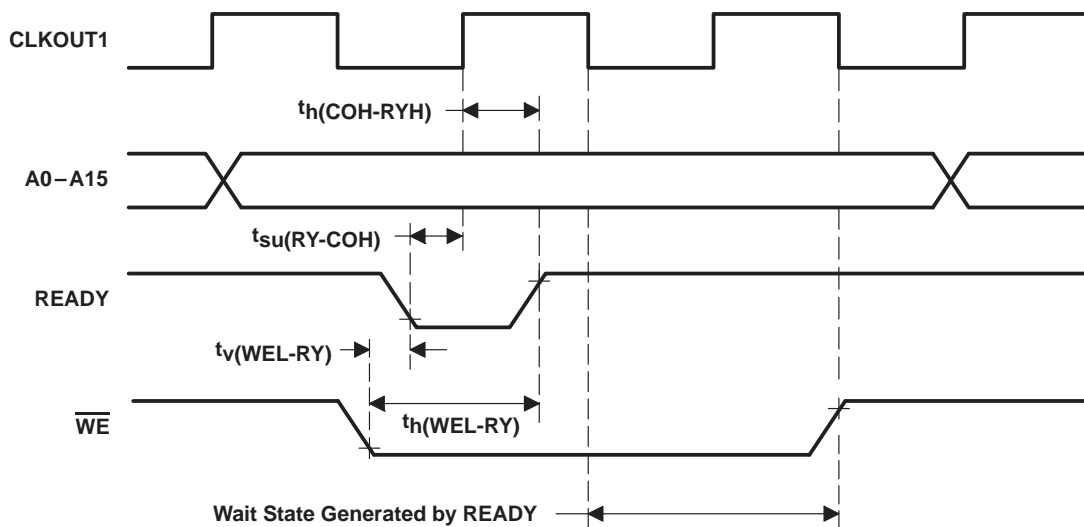 CLKOUT1
th(COH-RYH)
A0–A15
tsu(RY-COH)
READY
tv(WEL-RY)
WE
th(WEL-RY)
Wait State Generated by READY